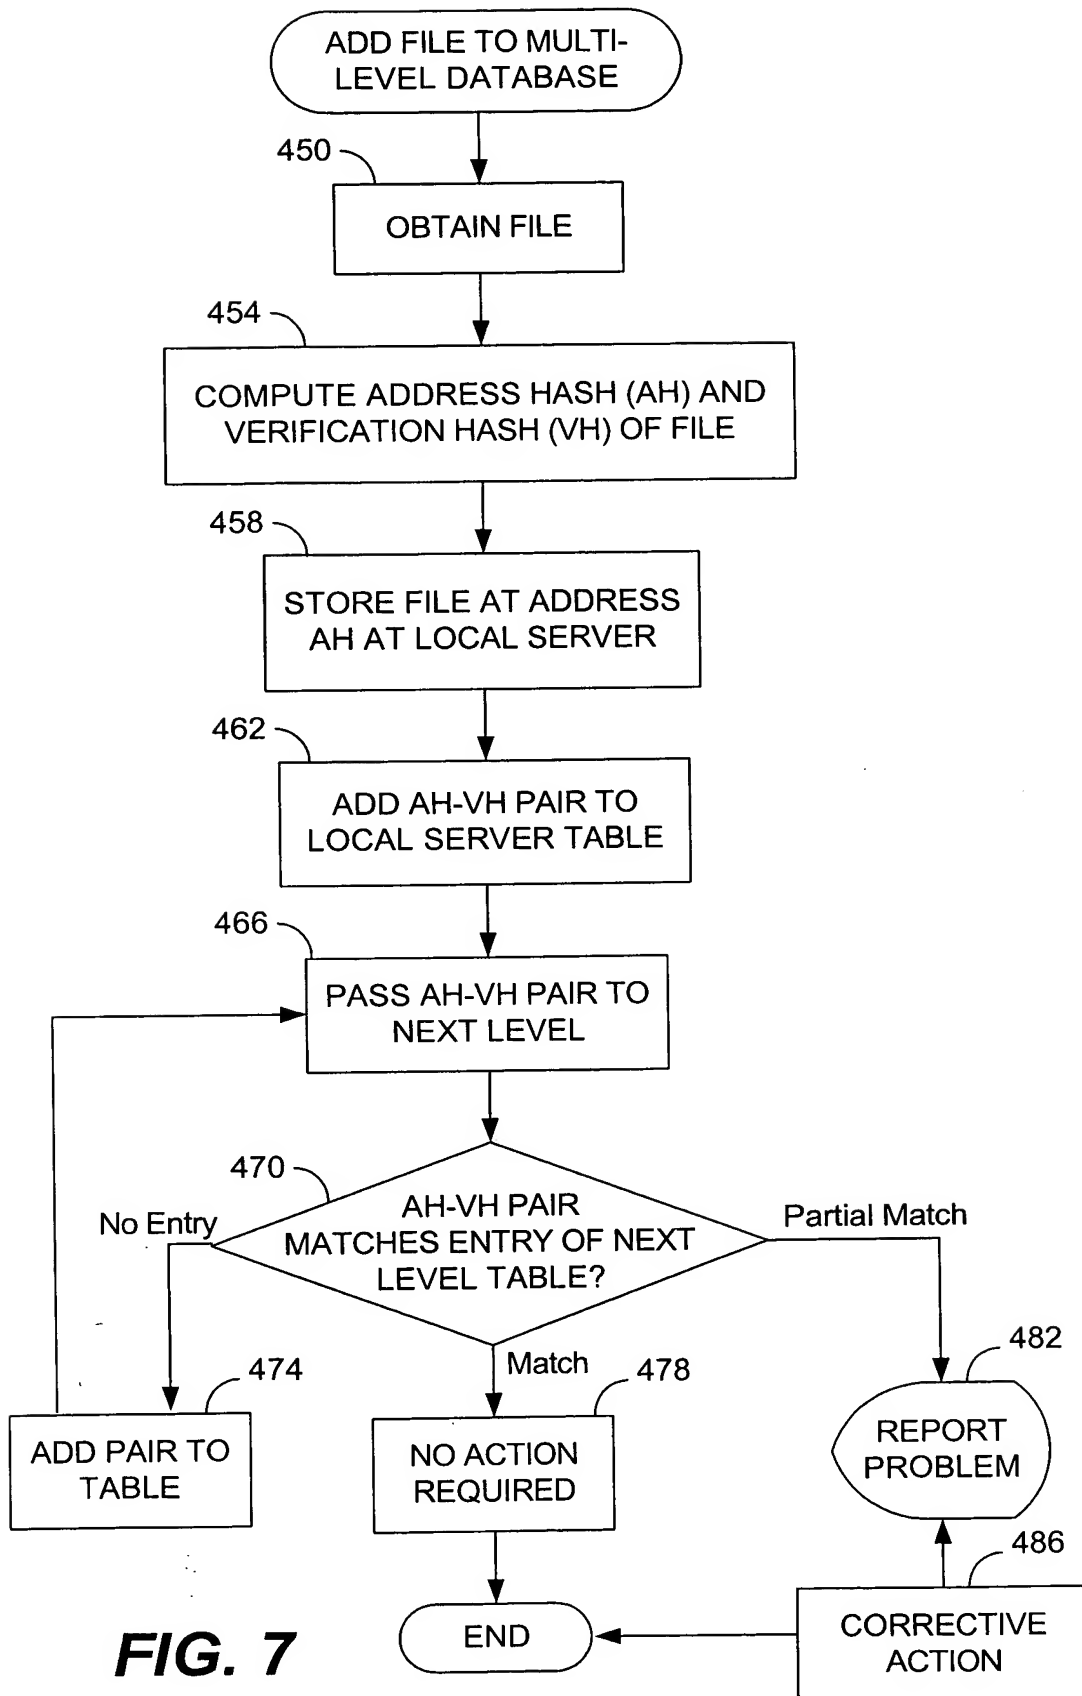 ADD FILE TO MULTI-
LEVEL DATABASE
450
OBTAIN FILE
454
COMPUTE ADDRESS HASH (AH) AND
VERIFICATION HASH (VH) OF FILE
458
STORE FILE AT ADDRESS
AH AT LOCAL SERVER
462
ADD AH-VH PAIR TO
LOCAL SERVER TABLE
466
PASS AH-VH PAIR TO
NEXT LEVEL
470
AH-VH PAIR
MATCHES ENTRY OF NEXT
LEVEL TABLE?
No Entry
Partial Match
Match
474
ADD PAIR TO
TABLE
478
NO ACTION
REQUIRED
482
REPORT
PROBLEM
486
CORRECTIVE
ACTION
END
FIG. 7